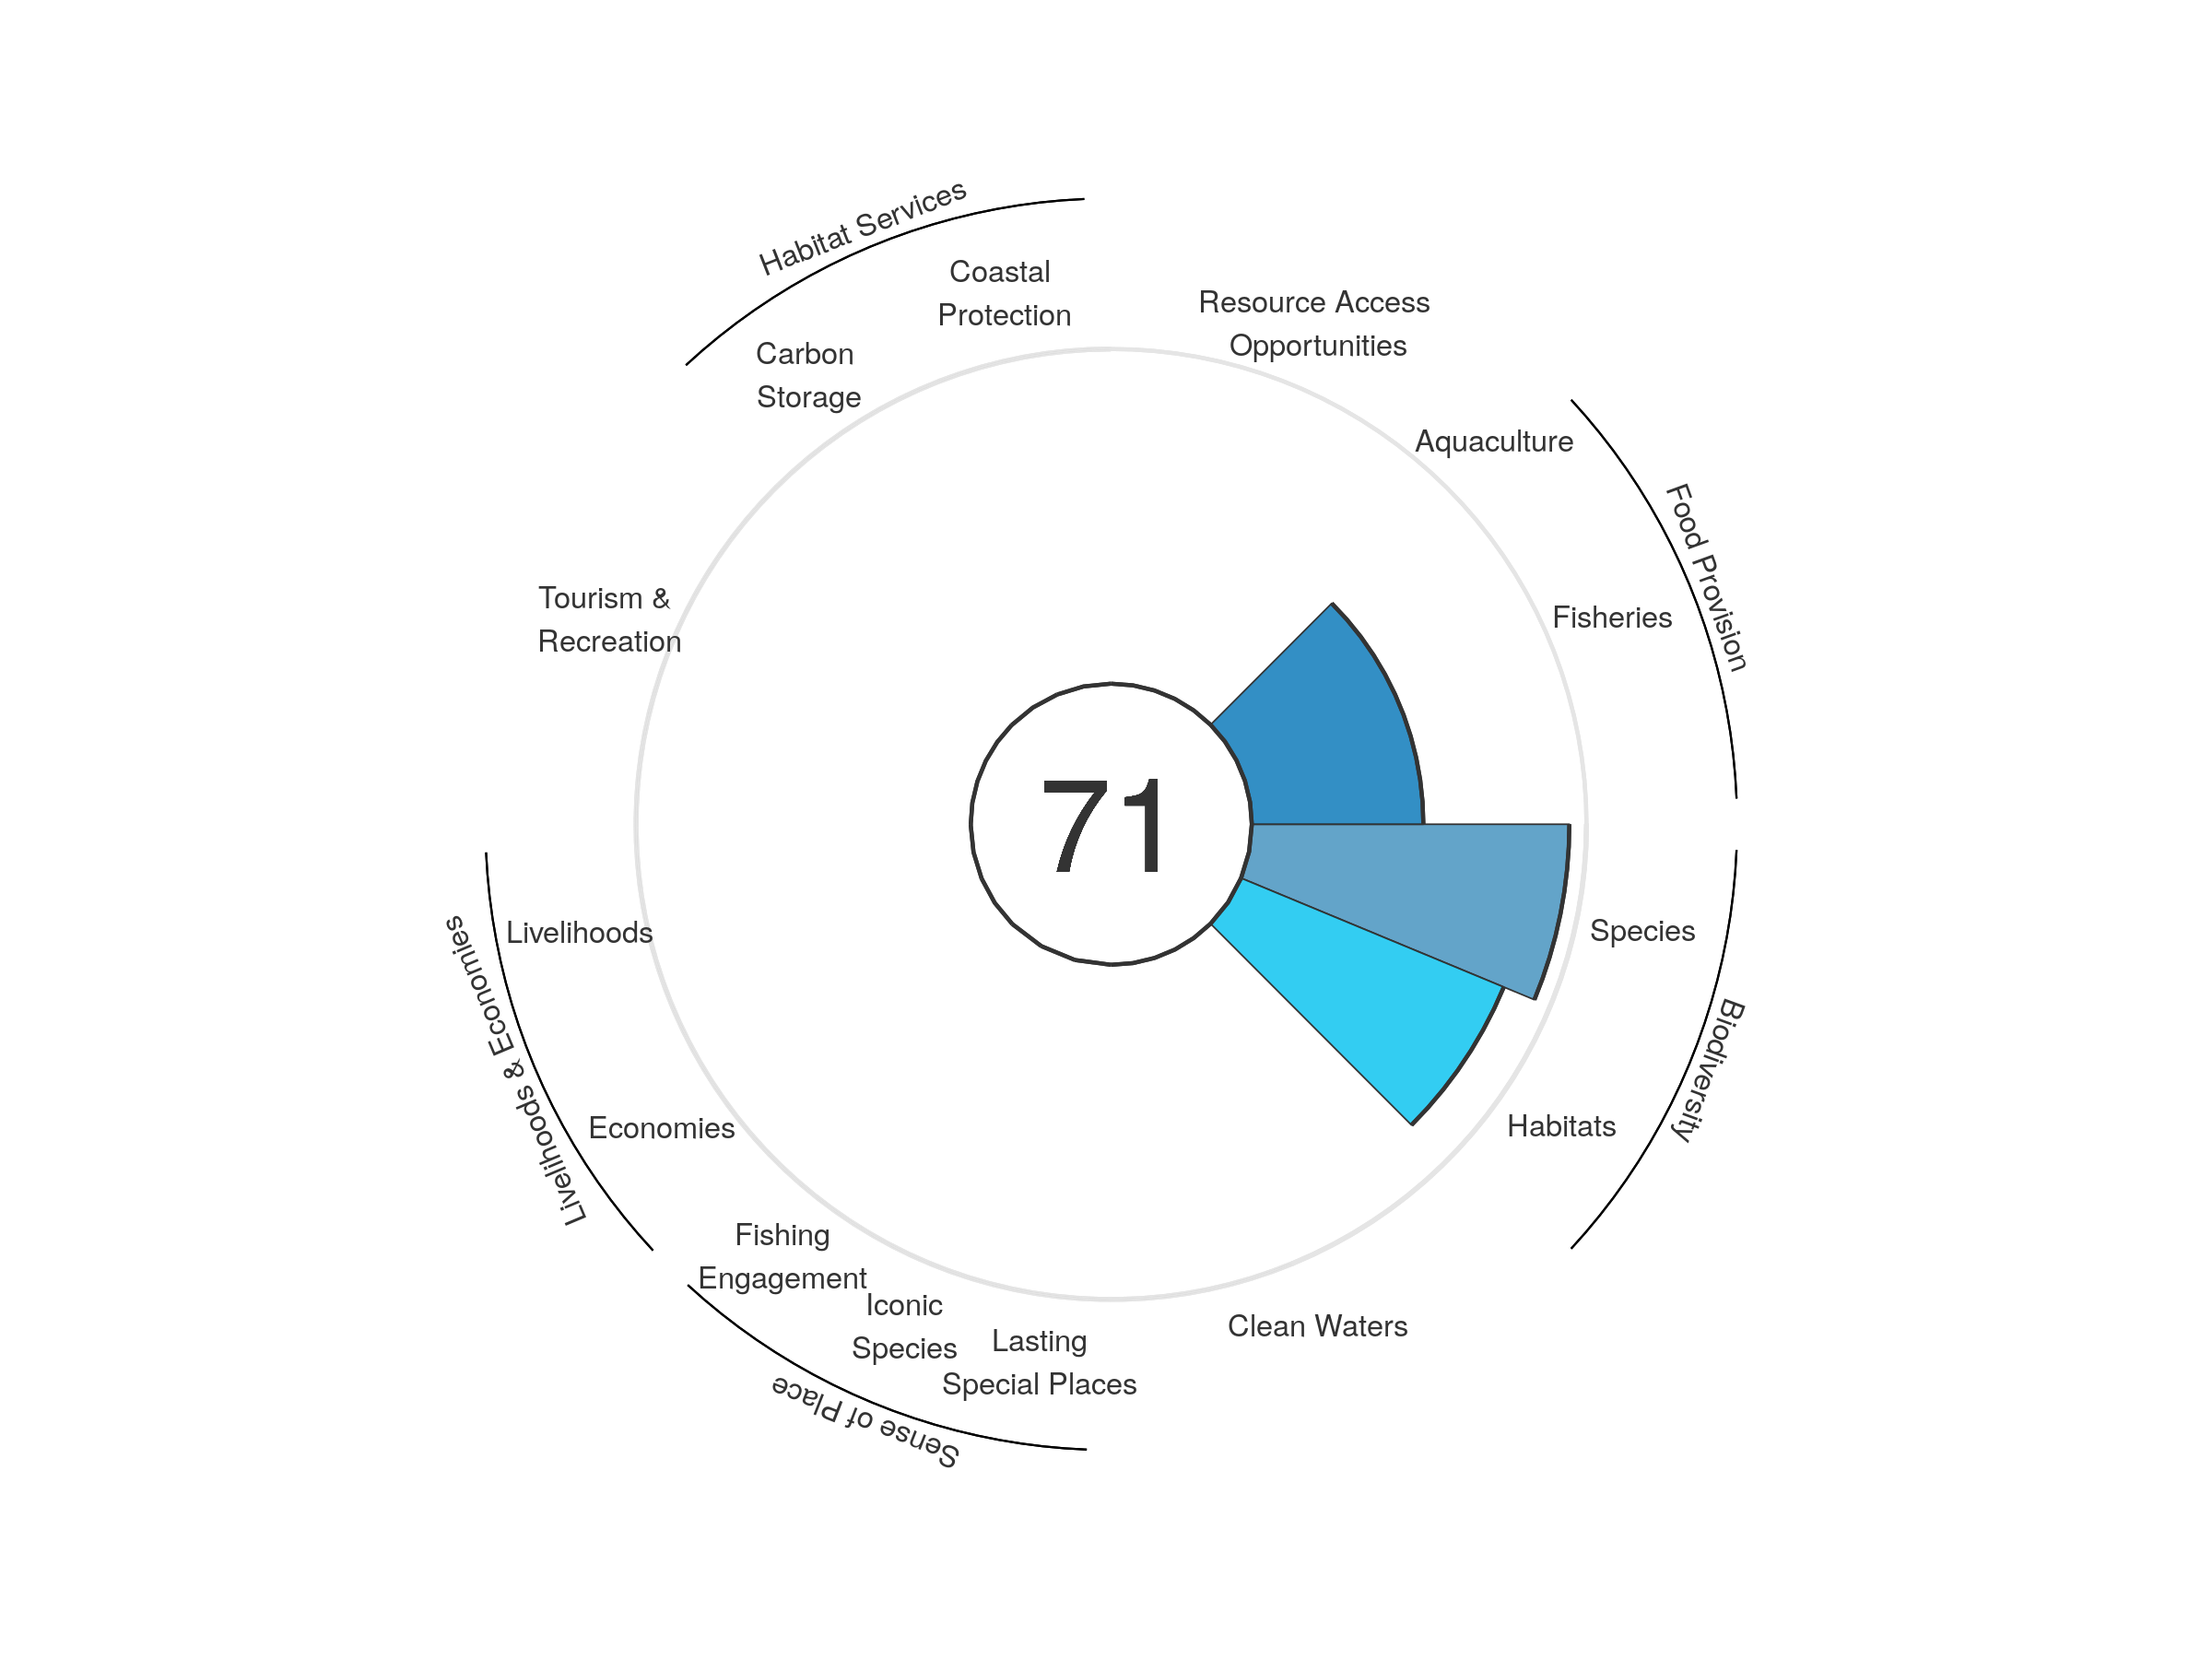 Habitat Services
Coastal
Protection
Resource Access
Opportunities
Carbon
Storage
Aquaculture
Food Provision
Tourism &
Recreation
Fisheries
71
Livelihoods
Species
Livelihoods & Economies
Biodiversity
Economies
Habitats
Fishing
Engagement
Iconic
Species
Lasting
Special Places
Clean Waters
Sense of Place